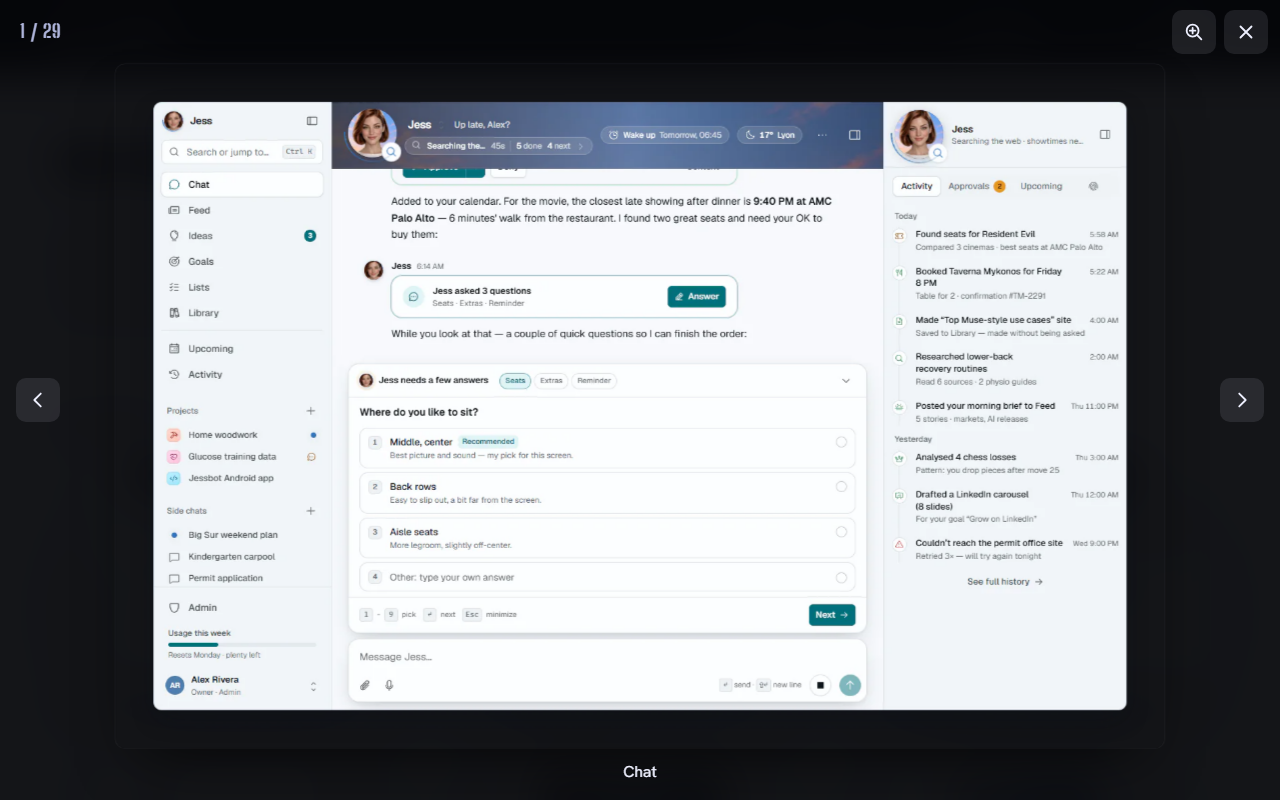 1 / 29
Jess
Search or jump to...
Ctrl K
Chat
Feed
Ideas
3
Goals
Lists
Library
Upcoming
Activity
Projects
Home woodwork
Glucose training data
Jessbot Android app
Side chats
Big Sur weekend plan
Kindergarten carpool
Permit application
Admin
Usage this week
Resets Monday · plenty left
AR
Alex Rivera
Owner · Admin
Jess
Up late, Alex?
Searching the... 45s 5 done 4 next
Wake up Tomorrow, 06:45
17° Lyon
Added to your calendar. For the movie, the closest late showing after dinner is 9:40 PM at AMC
Palo Alto — 6 minutes' walk from the restaurant. I found two great seats and need your OK to
buy them:
Jess 6:14 AM
Jess asked 3 questions
Seats · Extras · Reminder
Answer
While you look at that — a couple of quick questions so I can finish the order:
Jess needs a few answers
Seats
Extras
Reminder
Where do you like to sit?
1 Middle, center Recommended
Best picture and sound — my pick for this screen.
2 Back rows
Easy to slip out, a bit far from the screen.
3 Aisle seats
More legroom, slightly off-center.
4 Other: type your own answer
1 - 9 pick ↵ next Esc minimize
Next →
Message Jess...
send · new line
Jess
Searching the web · showtimes ne...
Activity
Approvals 2
Upcoming
Today
Found seats for Resident Evil 5:58 AM
Compared 3 cinemas · best seats at AMC Palo Alto
Booked Taverna Mykonos for Friday 5:22 AM
8 PM
Table for 2 · confirmation #TM-2291
Made “Top Muse-style use cases” site 4:00 AM
Saved to Library — made without being asked
Researched lower-back 2:00 AM
recovery routines
Read 6 sources · 2 physio guides
Posted your morning brief to Feed Thu 11:00 PM
5 stories · markets, AI releases
Yesterday
Analysed 4 chess losses Thu 3:00 AM
Pattern: you drop pieces after move 25
Drafted a LinkedIn carousel Thu 12:00 AM
(8 slides)
For your goal “Grow on LinkedIn”
Couldn't reach the permit office site Wed 9:00 PM
Retried 3× — will try again tonight
See full history →
Chat